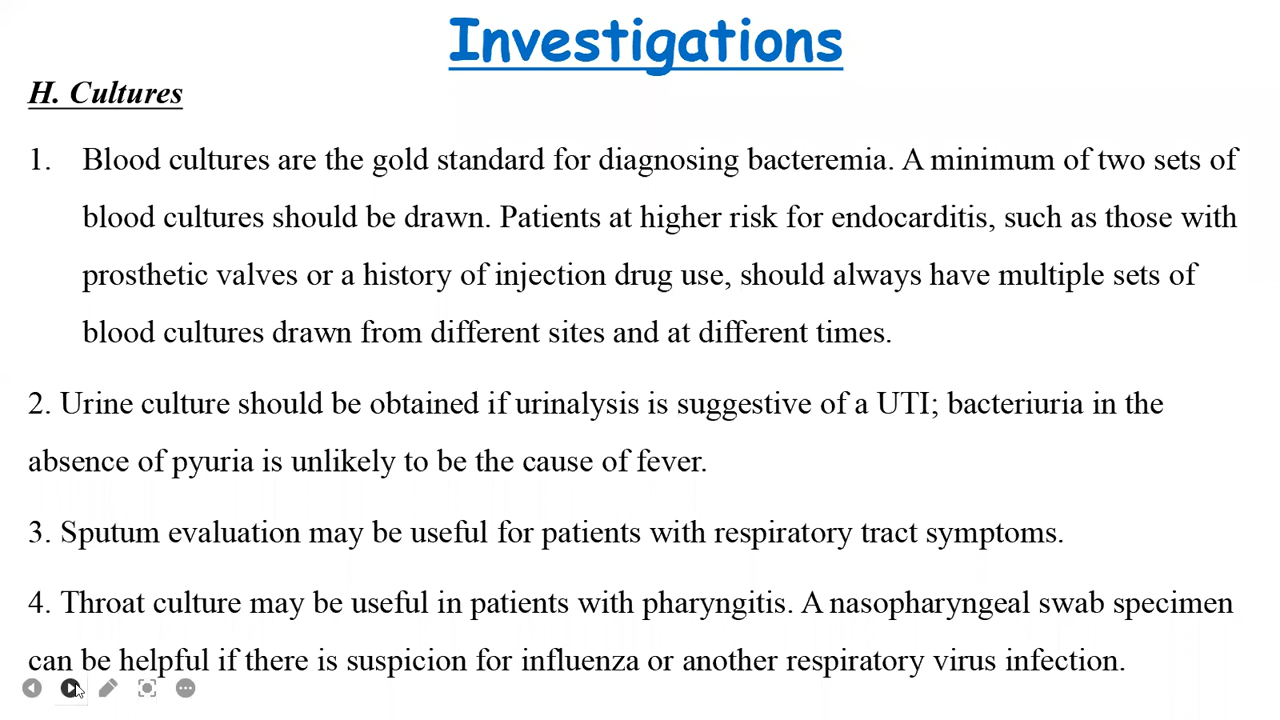 Investigations
H. Cultures
1. Blood cultures are the gold standard for diagnosing bacteremia. A minimum of two sets of
blood cultures should be drawn. Patients at higher risk for endocarditis, such as those with
prosthetic valves or a history of injection drug use, should always have multiple sets of
blood cultures drawn from different sites and at different times.
2. Urine culture should be obtained if urinalysis is suggestive of a UTI; bacteriuria in the
absence of pyuria is unlikely to be the cause of fever.
3. Sputum evaluation may be useful for patients with respiratory tract symptoms.
4. Throat culture may be useful in patients with pharyngitis. A nasopharyngeal swab specimen
can be helpful if there is suspicion for influenza or another respiratory virus infection.